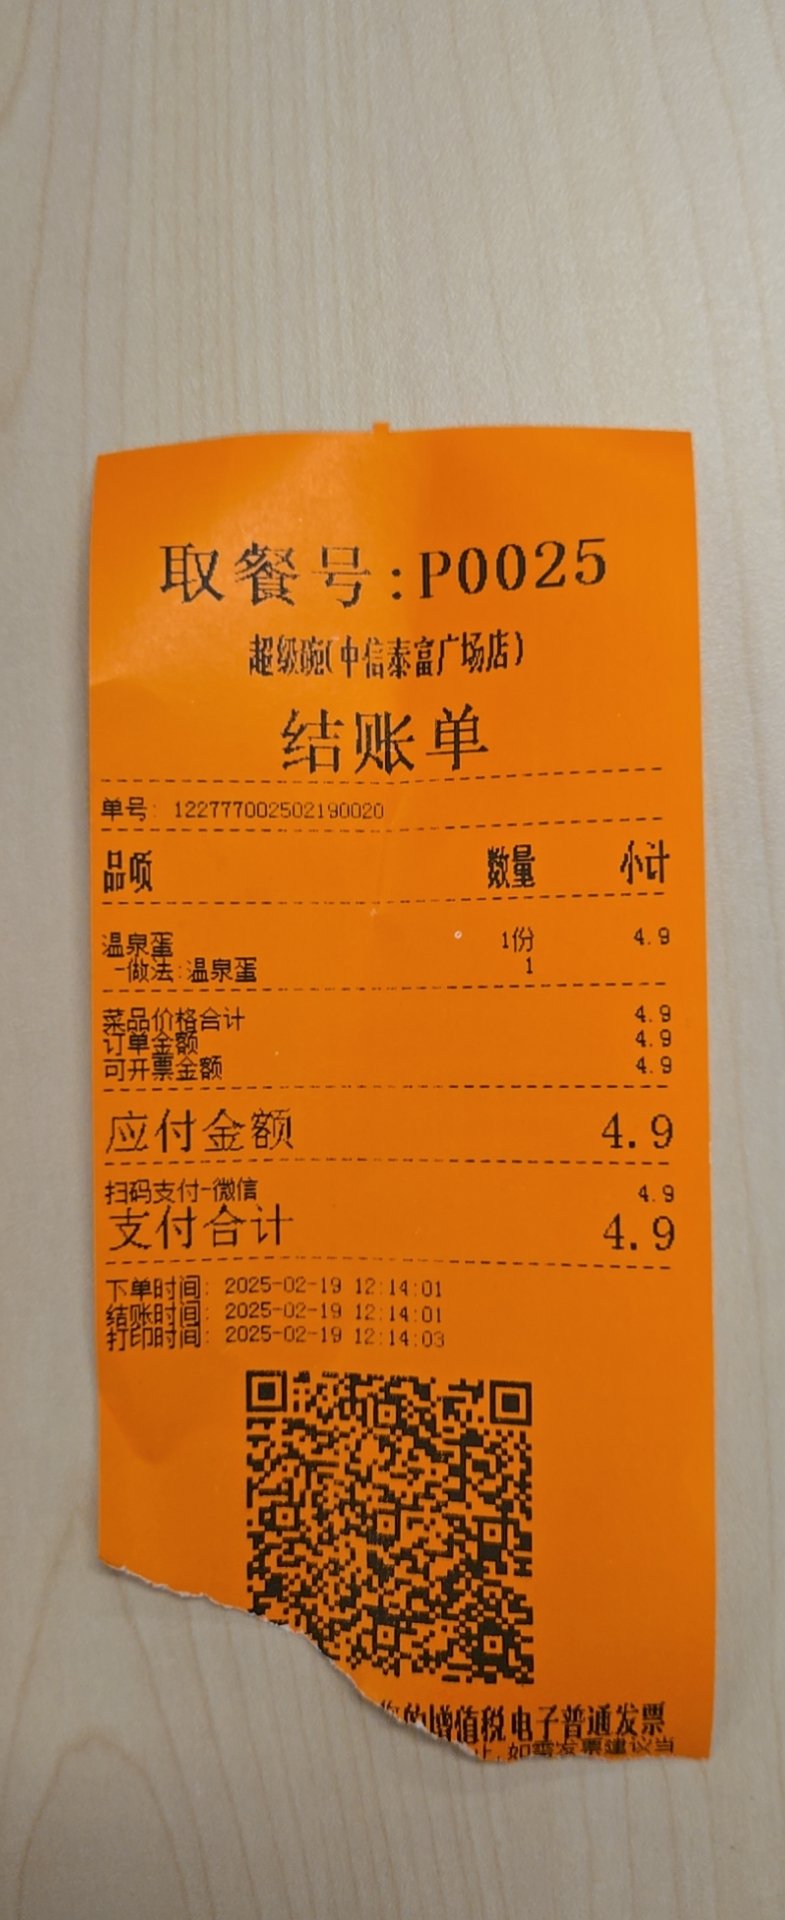 取餐号:P0025
超级碗(中信泰富广场店)
结账单
单号: 122777002502190020
品项 数量 小计
温泉蛋 1份 4.9
-做法:温泉蛋 1
菜品价格合计 4.9
订单金额 4.9
可开票金额 4.9
应付金额 4.9
扫码支付-微信 4.9
支付合计 4.9
下单时间: 2025-02-19 12:14:01
结账时间: 2025-02-19 12:14:01
打印时间: 2025-02-19 12:14:03
您的增值税电子普通发票
如需发票建议当